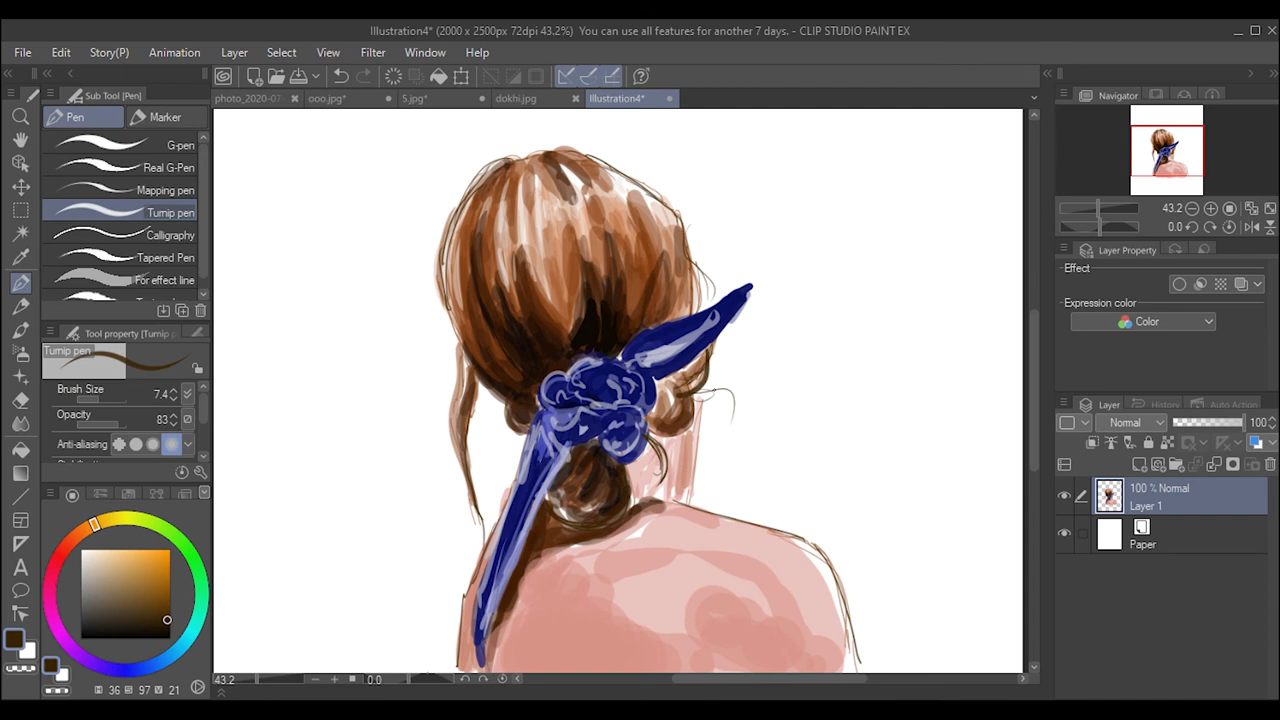 Illustration4* (2000 x 2500px 72dpi 43.2%) You can use all features for another 7 days. - CLIP STUDIO PAINT EX
File Edit Story(P) Animation Layer Select View Filter Window Help
Sub Tool [Pen]
photo_2020-07 ooo.jpg* 5.jpg* dokhi.jpg Illustration4*
Navigator
Pen Marker
G-pen
Real G-Pen
Mapping pen
Turnip pen
Calligraphy
Tapered Pen
For effect line
43.2
0.0
Layer Property
Effect
Expression color
Color
Tool property [Turnip p
Turnip pen
Brush Size 7.4
Opacity 83
Anti-aliasing
Layer History Auto Action
Normal 100
100 % Normal
Layer 1
Paper
43.2 0.0
H 36 S 97 V 21